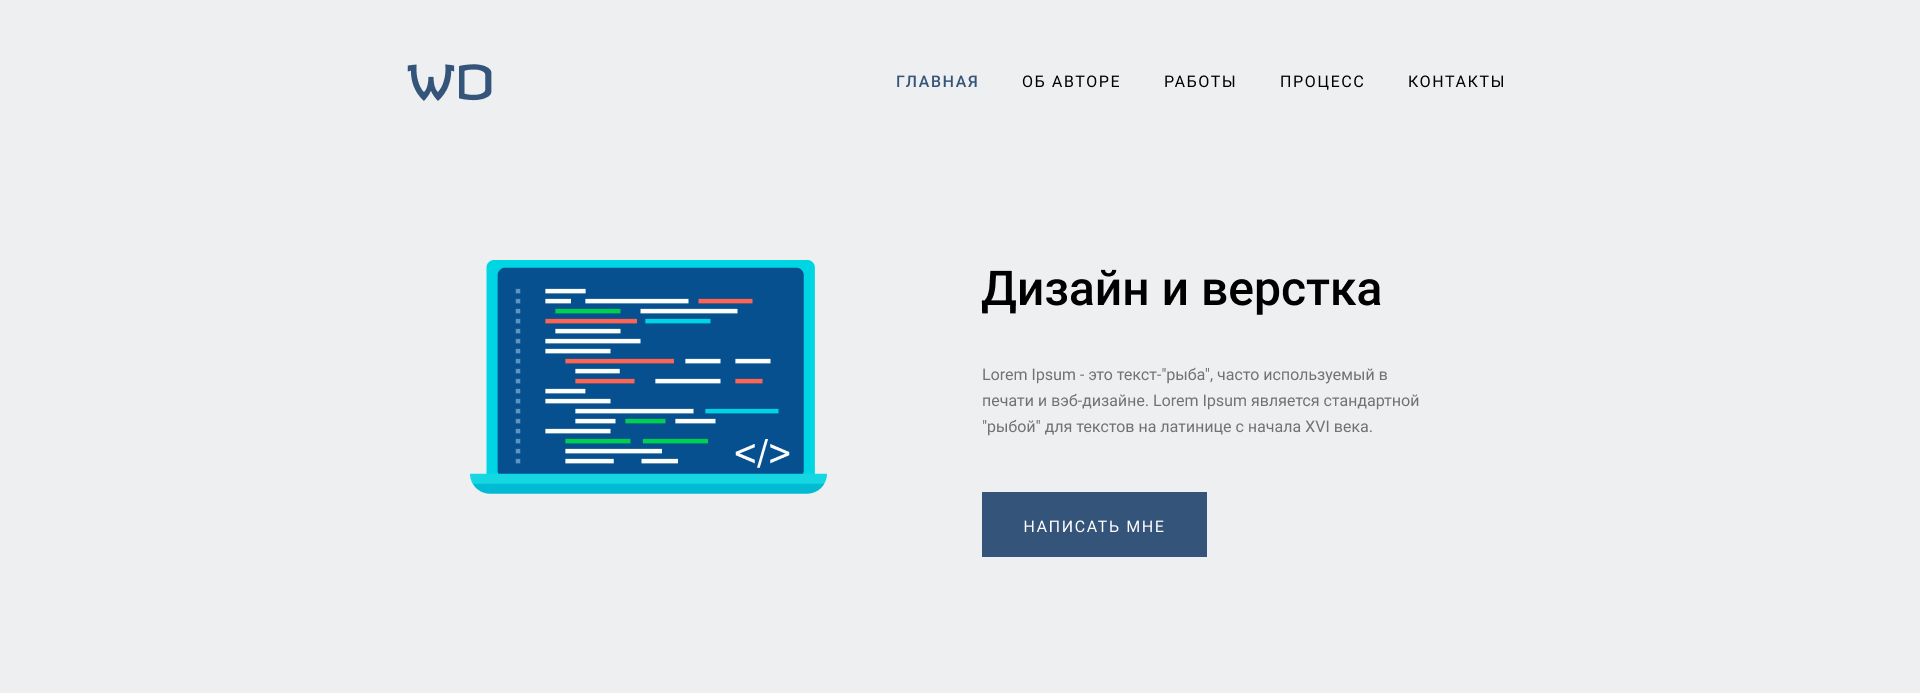 WD
ГЛАВНАЯ ОБ АВТОРЕ РАБОТЫ ПРОЦЕСС КОНТАКТЫ
Дизайн и верстка
Lorem Ipsum - это текст-"рыба", часто используемый в
печати и вэб-дизайне. Lorem Ipsum является стандартной
"рыбой" для текстов на латинице с начала XVI века.
</>
НАПИСАТЬ МНЕ